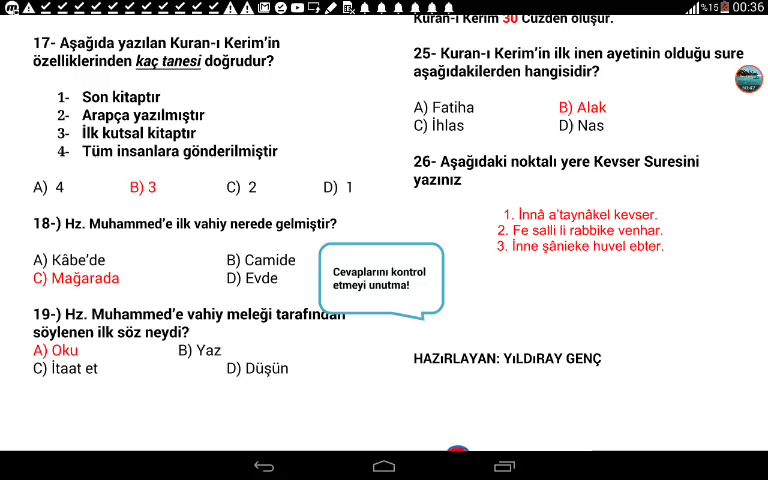 %15 00:36
17- Aşağıda yazılan Kuran-ı Kerim'in
özelliklerinden kaç tanesi doğrudur?
1- Son kitaptır
2- Arapça yazılmıştır
3- İlk kutsal kitaptır
4- Tüm insanlara gönderilmiştir
A) 4 B) 3 C) 2 D) 1
18-) Hz. Muhammed'e ilk vahiy nerede gelmiştir?
A) Kâbe'de B) Camide
C) Mağarada D) Evde
19-) Hz. Muhammed'e vahiy meleği tarafından
söylenen ilk söz neydi?
A) Oku B) Yaz
C) İtaat et D) Düşün
Cevaplarını kontrol
etmeyi unutma!
Kuran-ı Kerim 30 Cüzden oluşur.
25- Kuran-ı Kerim'in ilk inen ayetinin olduğu sure
aşağıdakilerden hangisidir?
A) Fatiha B) Alak
C) İhlas D) Nas
26- Aşağıdaki noktalı yere Kevser Suresini
yazınız
1. İnnâ a'taynâkel kevser.
2. Fe salli li rabbike venhar.
3. İnne şânieke huvel ebter.
HAZıRLAYAN: YıLDıRAY GENÇ